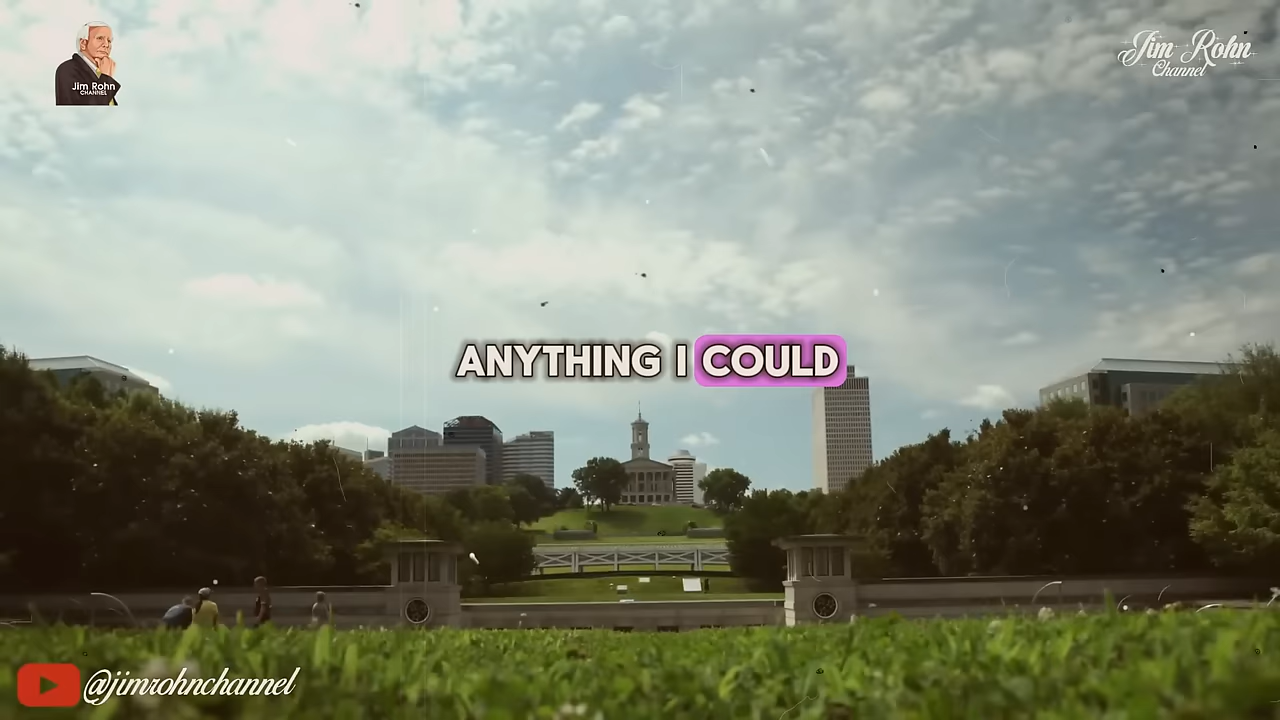 Jim Rohn
CHANNEL
Jim Rohn
Channel
ANYTHING I COULD
@jimrohnchannel